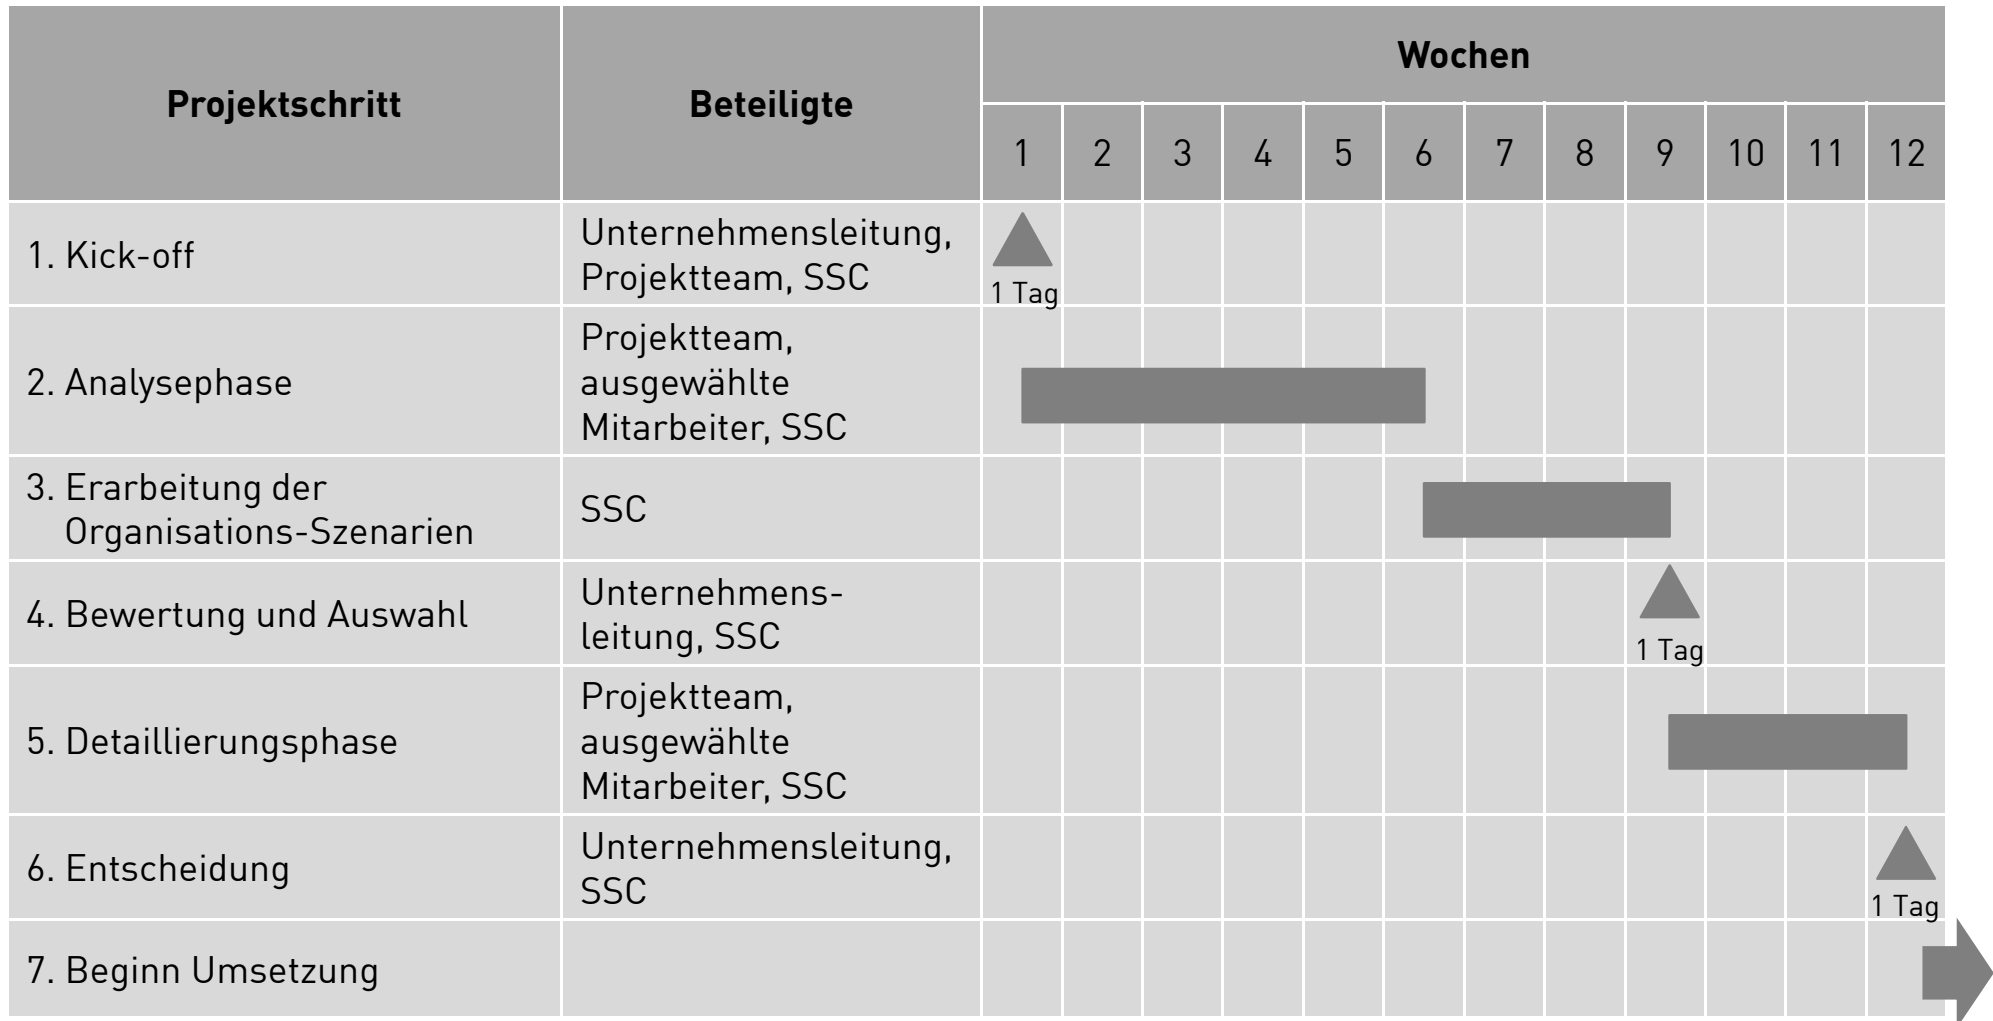 Projektschritt
Beteiligte
Wochen
1 2 3 4 5 6 7 8 9 10 11 12
1. Kick-off
Unternehmensleitung,
Projektteam, SSC
1 Tag
2. Analysephase
Projektteam,
ausgewählte
Mitarbeiter, SSC
3. Erarbeitung der
Organisations-Szenarien
SSC
4. Bewertung und Auswahl
Unternehmens-
leitung, SSC
1 Tag
5. Detaillierungsphase
Projektteam,
ausgewählte
Mitarbeiter, SSC
6. Entscheidung
Unternehmensleitung,
SSC
1 Tag
7. Beginn Umsetzung